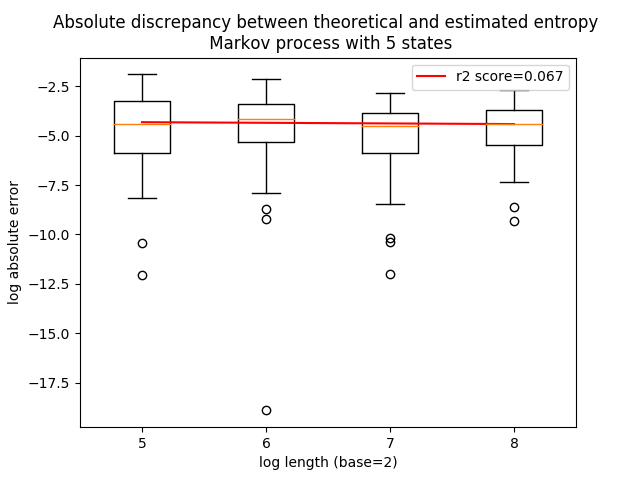 Absolute discrepancy between theoretical and estimated entropy
Markov process with 5 states
r2 score=0.067
log absolute error
−2.5
−5.0
−7.5
−10.0
−12.5
−15.0
−17.5
5 6 7 8
log length (base=2)